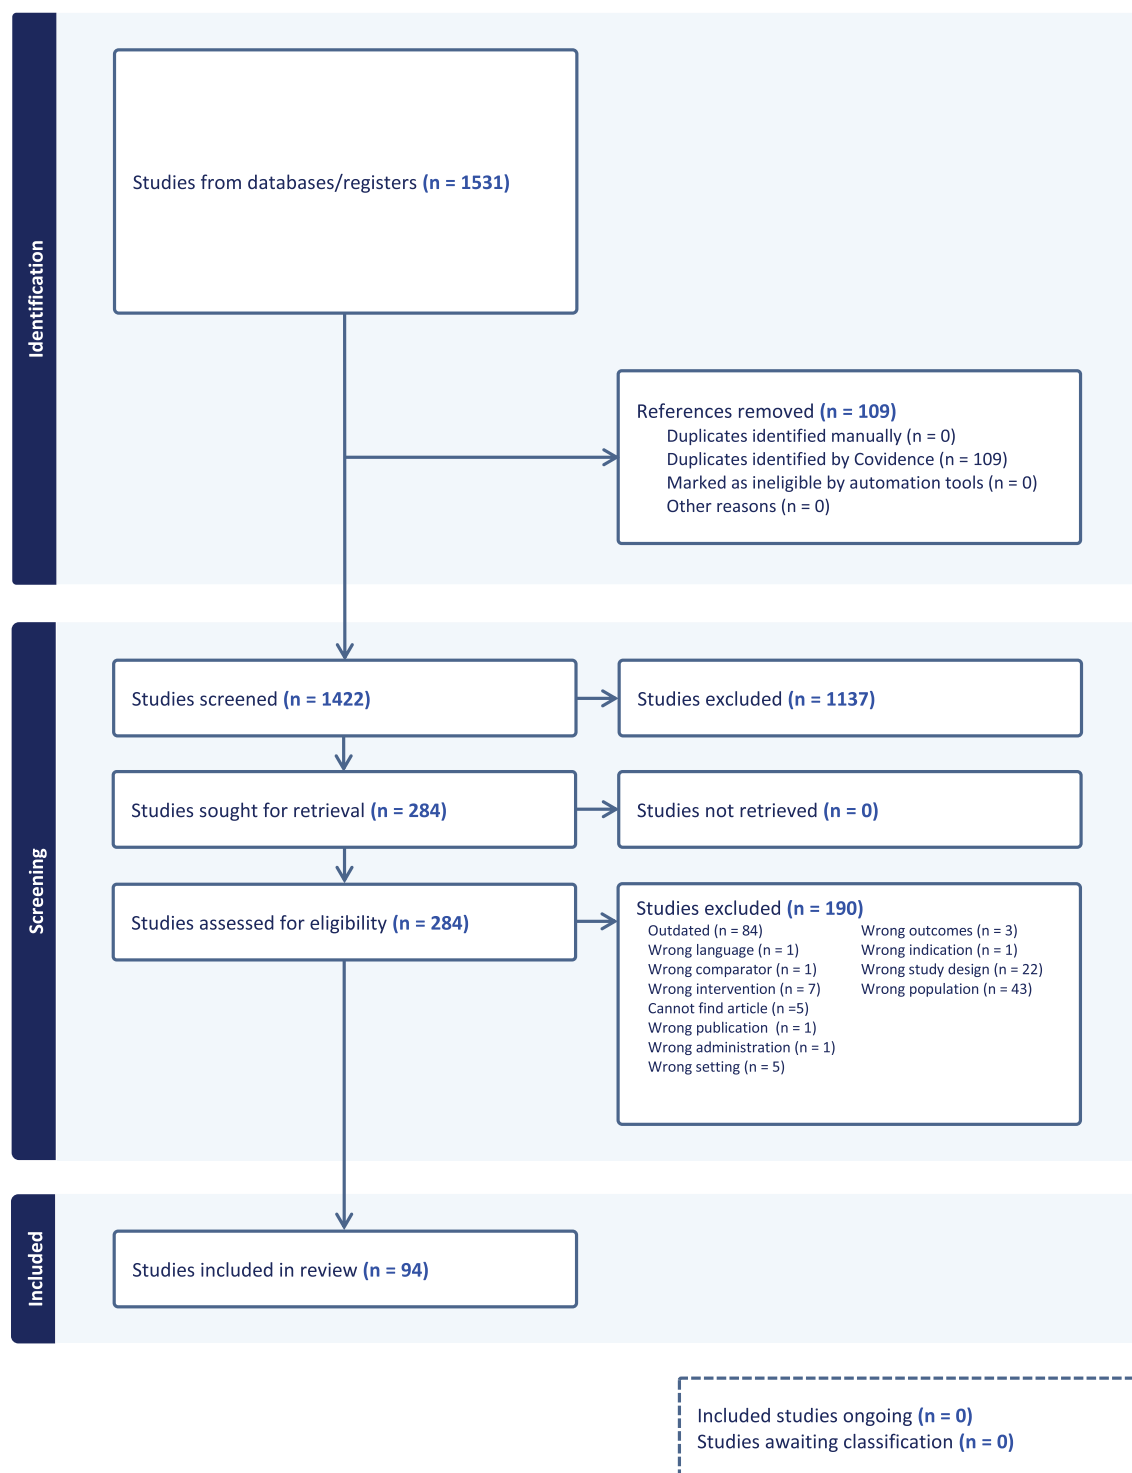 Identification
Studies from databases/registers (n = 1531)
References removed (n = 109)
Duplicates identified manually (n = 0)
Duplicates identified by Covidence (n = 109)
Marked as ineligible by automation tools (n = 0)
Other reasons (n = 0)
Screening
Studies screened (n = 1422)
Studies excluded (n = 1137)
Studies sought for retrieval (n = 284)
Studies not retrieved (n = 0)
Studies assessed for eligibility (n = 284)
Studies excluded (n = 190)
Outdated (n = 84)
Wrong language (n = 1)
Wrong comparator (n = 1)
Wrong intervention (n = 7)
Cannot find article (n =5)
Wrong publication  (n = 1)
Wrong administration (n = 1)
Wrong setting (n = 5)
Wrong outcomes (n = 3)
Wrong indication (n = 1)
Wrong study design (n = 22)
Wrong population (n = 43)
Included
Studies included in review (n = 94)
Included studies ongoing (n = 0)
Studies awaiting classification (n = 0)